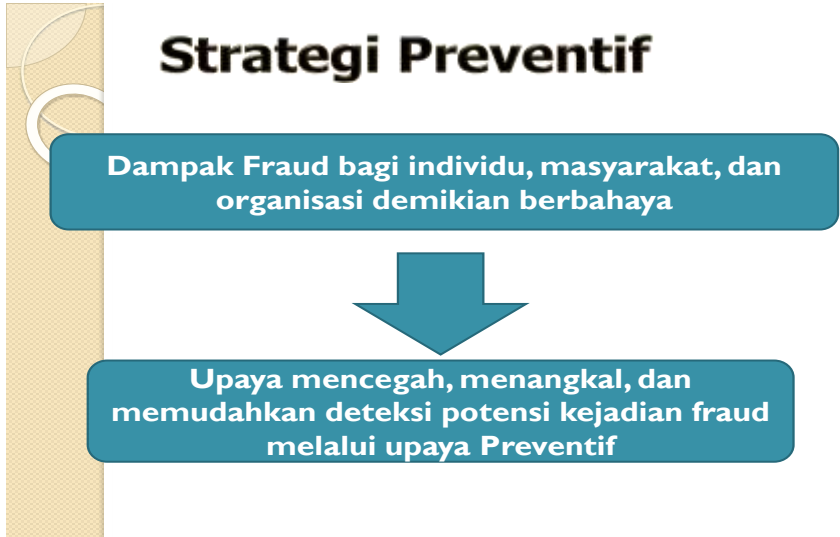 Strategi Preventif
Dampak Fraud bagi individu, masyarakat, dan
organisasi demikian berbahaya
Upaya mencegah, menangkal, dan
memudahkan deteksi potensi kejadian fraud
melalui upaya Preventif